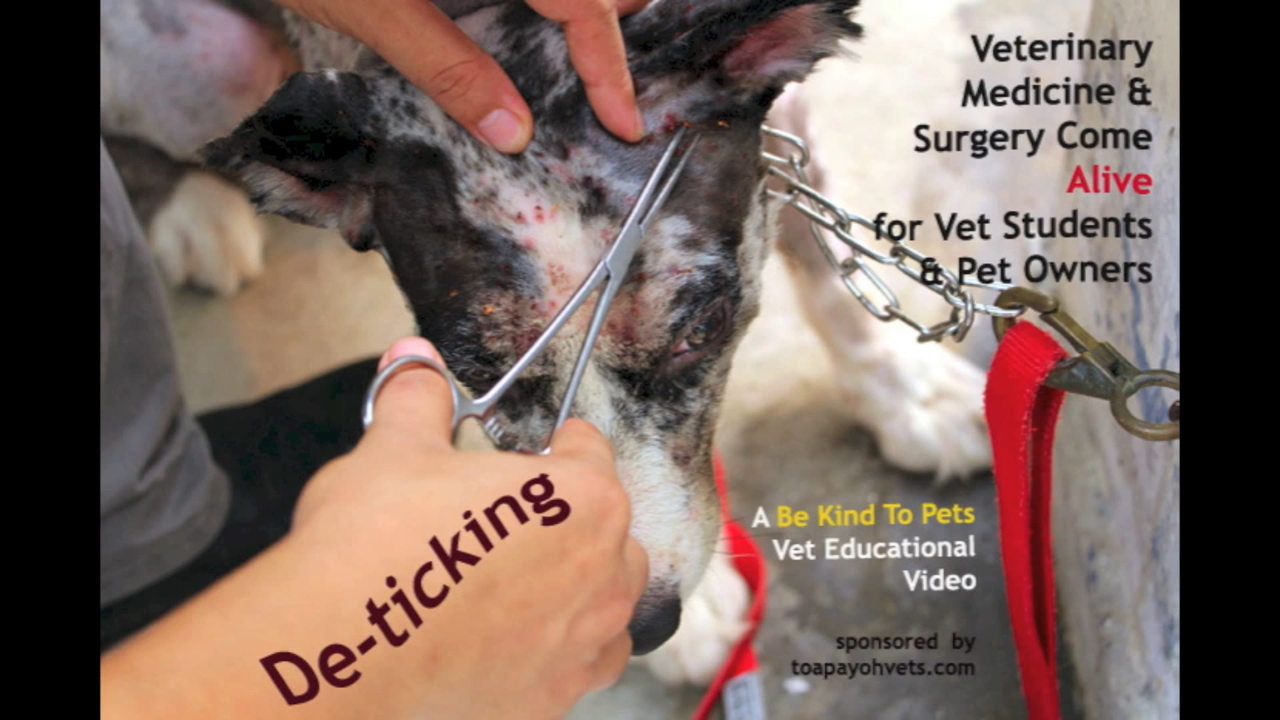 Veterinary
Medicine &
Surgery Come
Alive
for Vet Students
& Pet Owners
De-ticking
A Be Kind To Pets
Vet Educational
Video
sponsored by
toapayohvets.com